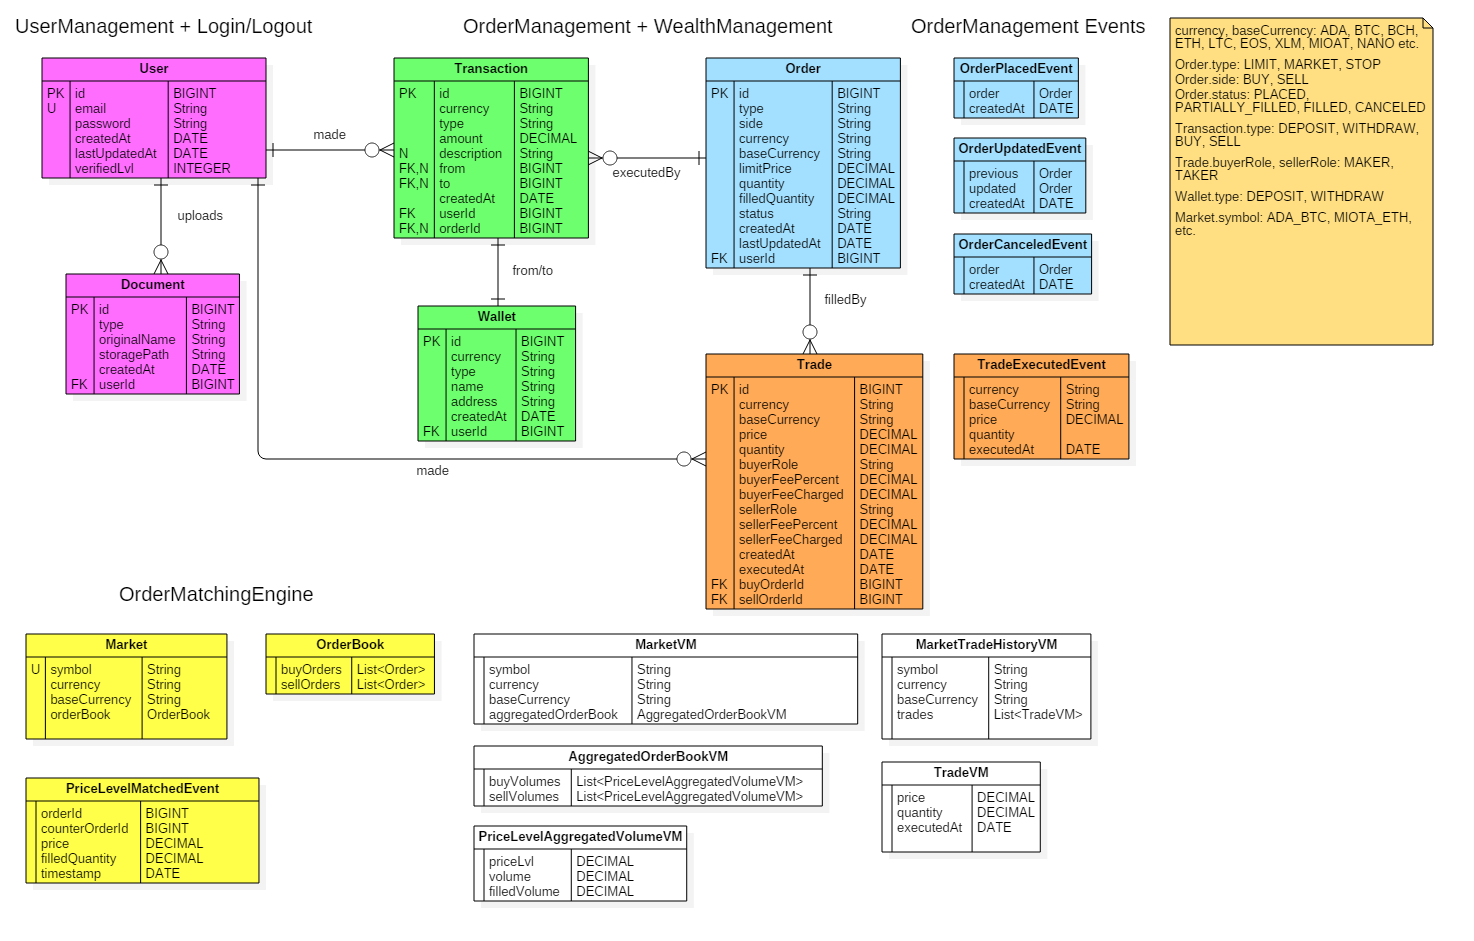 UserManagement + Login/Logout
OrderManagement + WealthManagement
OrderManagement Events
User
PK id BIGINT
U email String
password String
createdAt DATE
lastUpdatedAt DATE
verifiedLvl INTEGER
made
uploads
Document
PK id BIGINT
type String
originalName String
storagePath String
createdAt DATE
FK userId BIGINT
Transaction
PK id BIGINT
currency String
type String
amount DECIMAL
N description String
FK,N from BIGINT
FK,N to BIGINT
createdAt DATE
FK userId BIGINT
FK,N orderId BIGINT
executedBy
from/to
Wallet
PK id BIGINT
currency String
type String
name String
address String
createdAt DATE
FK userId BIGINT
made
Order
PK id BIGINT
type String
side String
currency String
baseCurrency String
limitPrice DECIMAL
quantity DECIMAL
filledQuantity DECIMAL
status String
createdAt DATE
lastUpdatedAt DATE
FK userId BIGINT
filledBy
Trade
PK id BIGINT
currency String
baseCurrency String
price DECIMAL
quantity DECIMAL
buyerRole String
buyerFeePercent DECIMAL
buyerFeeCharged DECIMAL
sellerRole String
sellerFeePercent DECIMAL
sellerFeeCharged DECIMAL
createdAt DATE
executedAt DATE
FK buyOrderId BIGINT
FK sellOrderId BIGINT
OrderPlacedEvent
order Order
createdAt DATE
OrderUpdatedEvent
previous Order
updated Order
createdAt DATE
OrderCanceledEvent
order Order
createdAt DATE
TradeExecutedEvent
currency String
baseCurrency String
price DECIMAL
quantity
executedAt DATE
currency, baseCurrency: ADA, BTC, BCH,
ETH, LTC, EOS, XLM, MIOAT, NANO etc.
Order.type: LIMIT, MARKET, STOP
Order.side: BUY, SELL
Order.status: PLACED,
PARTIALLY_FILLED, FILLED, CANCELED
Transaction.type: DEPOSIT, WITHDRAW,
BUY, SELL
Trade.buyerRole, sellerRole: MAKER,
TAKER
Wallet.type: DEPOSIT, WITHDRAW
Market.symbol: ADA_BTC, MIOTA_ETH,
etc.
OrderMatchingEngine
Market
U symbol String
currency String
baseCurrency String
orderBook OrderBook
OrderBook
buyOrders List<Order>
sellOrders List<Order>
PriceLevelMatchedEvent
orderId BIGINT
counterOrderId BIGINT
price DECIMAL
filledQuantity DECIMAL
timestamp DATE
MarketVM
symbol String
currency String
baseCurrency String
aggregatedOrderBook AggregatedOrderBookVM
AggregatedOrderBookVM
buyVolumes List<PriceLevelAggregatedVolumeVM>
sellVolumes List<PriceLevelAggregatedVolumeVM>
PriceLevelAggregatedVolumeVM
priceLvl DECIMAL
volume DECIMAL
filledVolume DECIMAL
MarketTradeHistoryVM
symbol String
currency String
baseCurrency String
trades List<TradeVM>
TradeVM
price DECIMAL
quantity DECIMAL
executedAt DATE